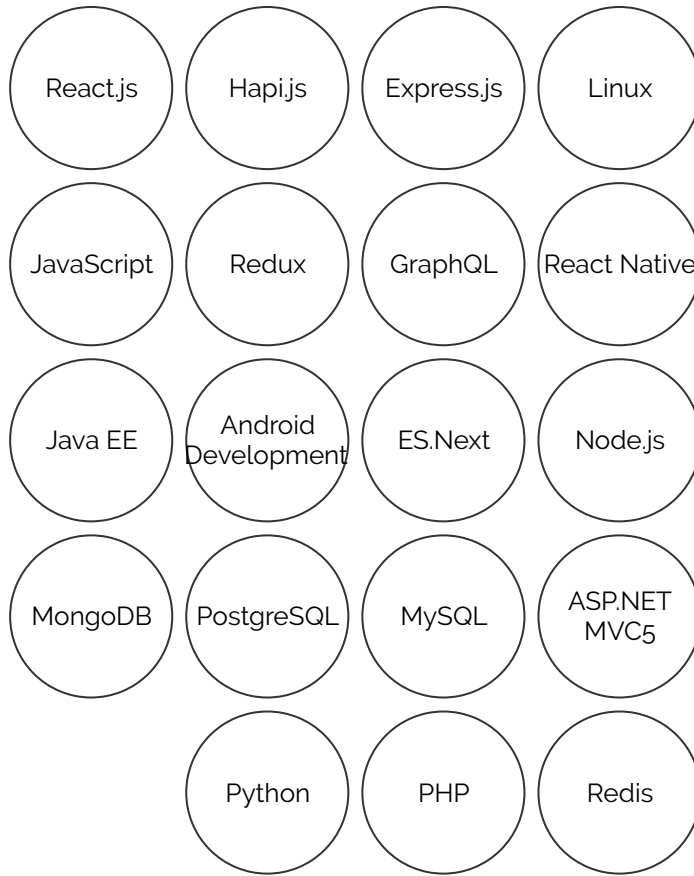 React.js
Hapi.js
Express.js
Linux
JavaScript
Redux
GraphQL
React Native
Java EE
Android
Development
ES.Next
Node.js
MongoDB
PostgreSQL
MySQL
ASP.NET
MVC5
Python
PHP
Redis